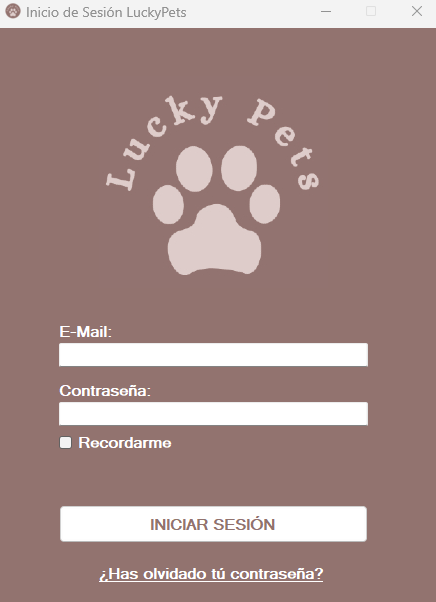 Inicio de Sesión LuckyPets
Lucky Pets
E-Mail:
Contraseña:
Recordarme
INICIAR SESIÓN
¿Has olvidado tú contraseña?